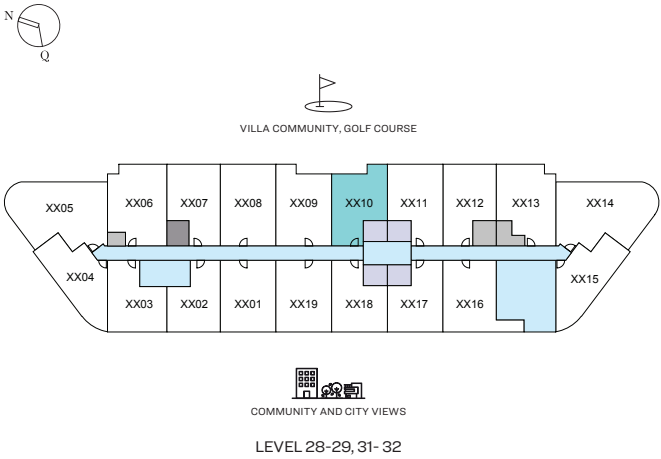 N
Q
VILLA COMMUNITY, GOLF COURSE
XX05 XX06 XX07 XX08 XX09 XX10 XX11 XX12 XX13 XX14
XX04 XX15
XX03 XX02 XX01 XX19 XX18 XX17 XX16
COMMUNITY AND CITY VIEWS
LEVEL 28-29, 31- 32